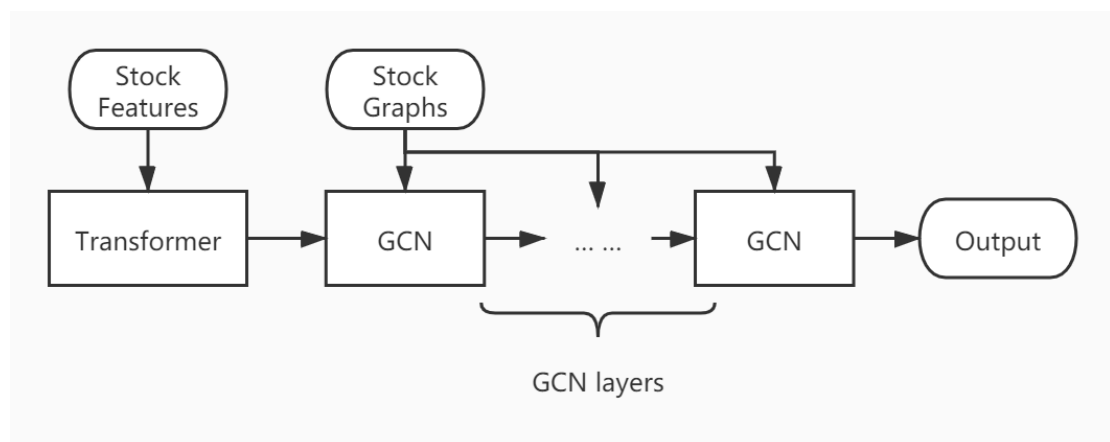 Stock
Features
Stock
Graphs
Transformer
GCN
... ...
GCN
Output
GCN layers